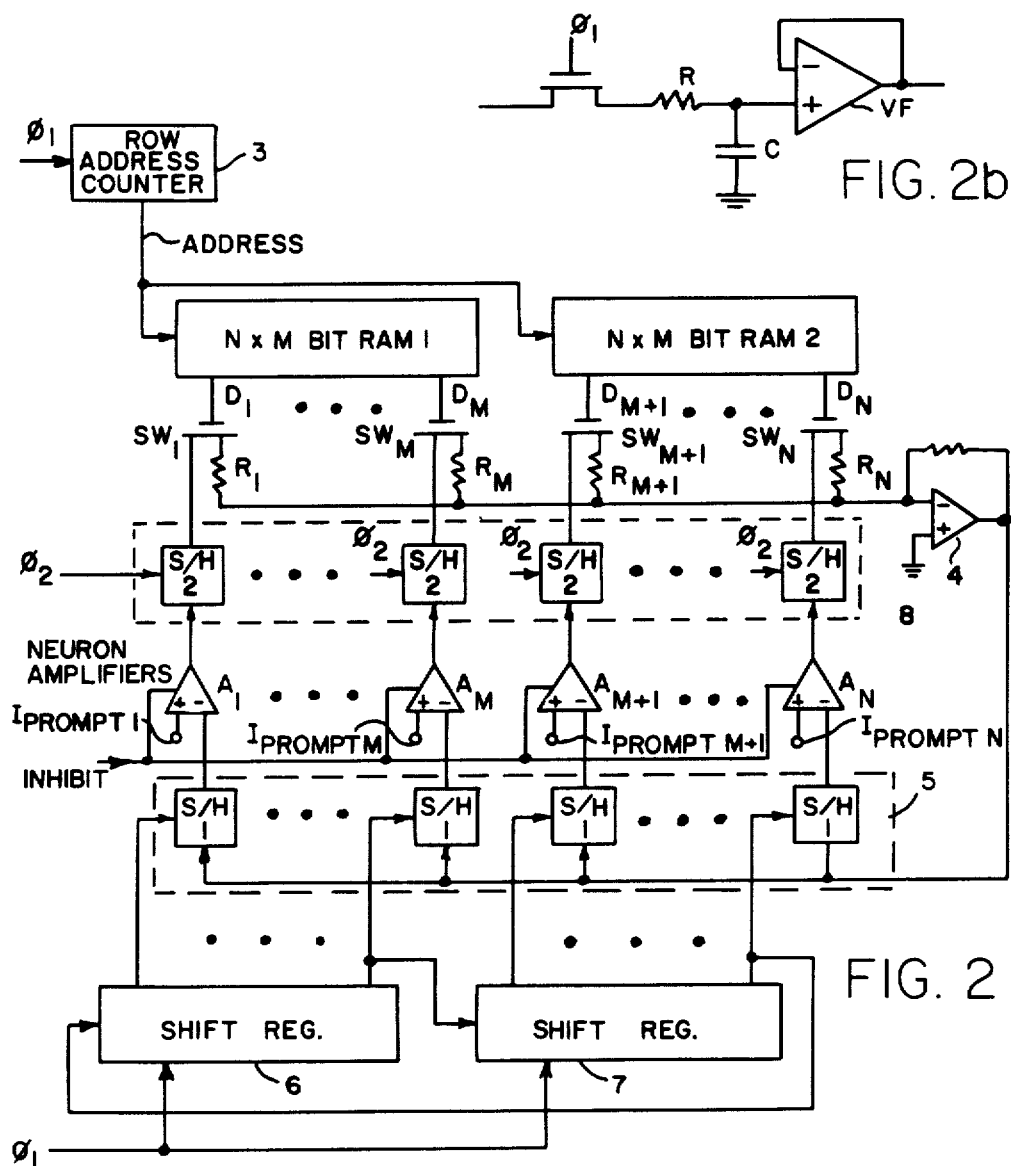 Ø1
R
-
+
VF
C
FIG. 2b
Ø1
ROW
ADDRESS
COUNTER
3
ADDRESS
N x M BIT RAM 1
N x M BIT RAM 2
D1
DM
DM+1
DN
SW1
SWM
SWM+1
SWN
R1
RM
RM+1
RN
-
+
4
Ø2
S/H
2
Ø2
S/H
2
Ø2
S/H
2
Ø2
S/H
2
8
NEURON
AMPLIFIERS
+ -
A1
+ -
AM
+ -
AM+1
+ -
AN
IPROMPT 1
IPROMPT M
IPROMPT M+1
IPROMPT N
INHIBIT
S/H
1
S/H
1
S/H
1
S/H
1
5
FIG. 2
SHIFT REG.
SHIFT REG.
6
7
Ø1